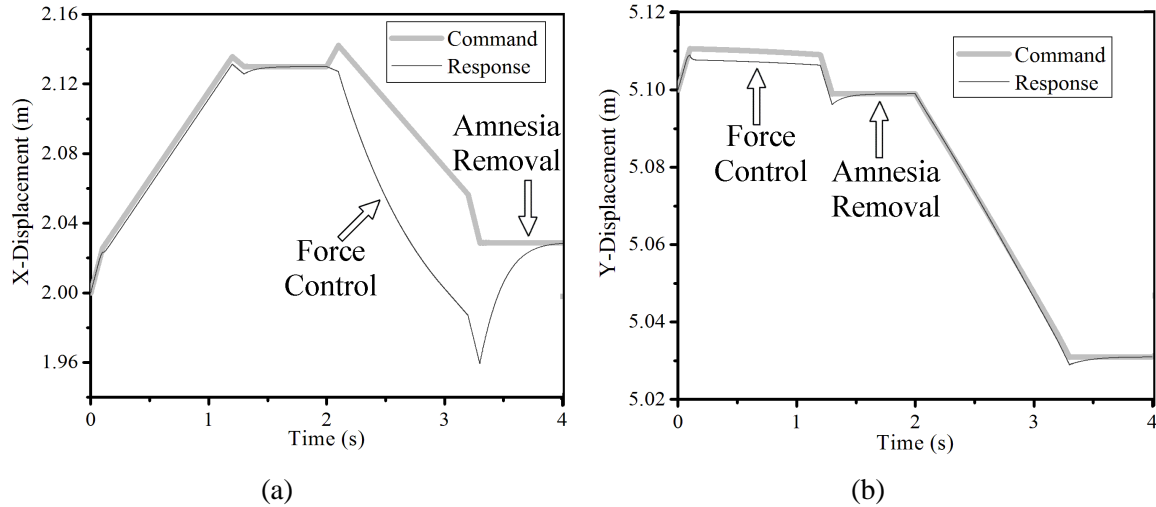 2.16
2.12
2.08
2.04
2.00
1.96
X-Displacement (m)
Command
Response
Amnesia
Removal
Force
Control
0
1
2
3
4
Time (s)
(a)
5.12
5.10
5.08
5.06
5.04
5.02
Y-Displacement (m)
Command
Response
Force
Control
Amnesia
Removal
0
1
2
3
4
Time (s)
(b)